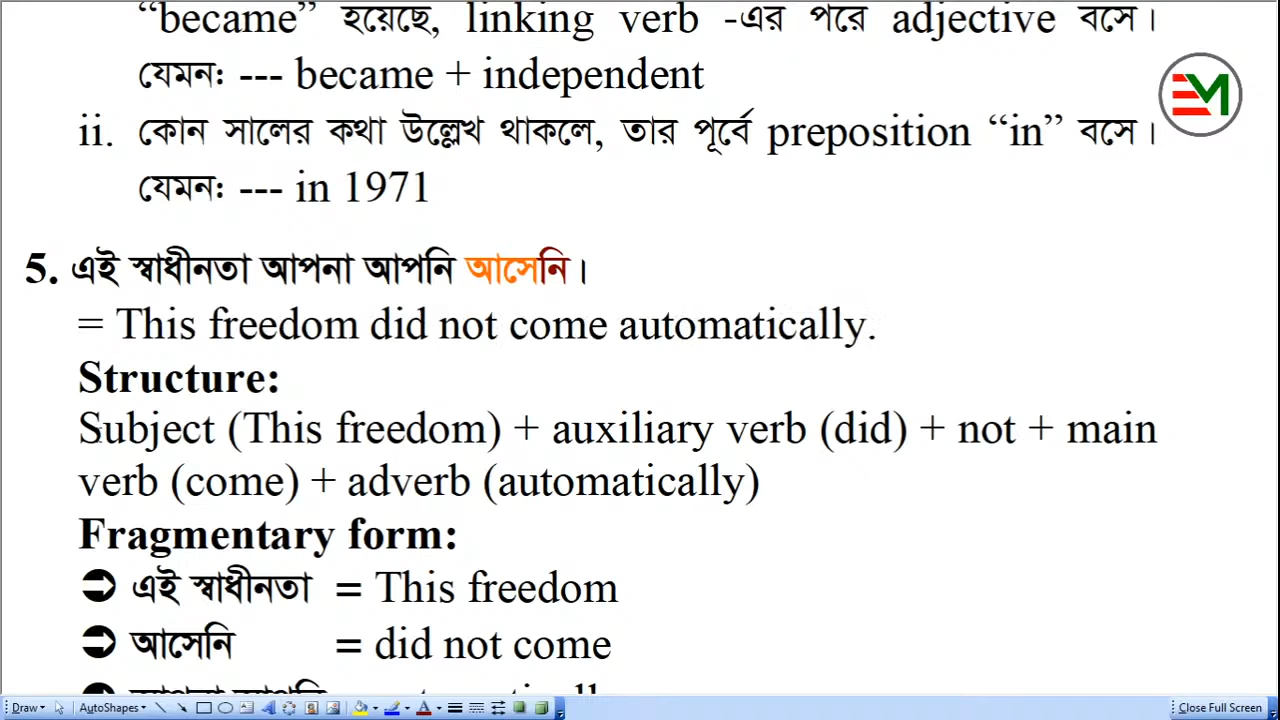 “became” হয়েছে, linking verb -এর পরে adjective বসে।
যেমনঃ --- became + independent
ii. কোন সালের কথা উল্লেখ থাকলে, তার পূর্বে preposition “in” বসে।
যেমনঃ --- in 1971
5. এই স্বাধীনতা আপনা আপনি আসেনি।
= This freedom did not come automatically.
Structure:
Subject (This freedom) + auxiliary verb (did) + not + main
verb (come) + adverb (automatically)
Fragmentary form:
➲ এই স্বাধীনতা = This freedom
➲ আসেনি = did not come
Draw AutoShapes Close Full Screen